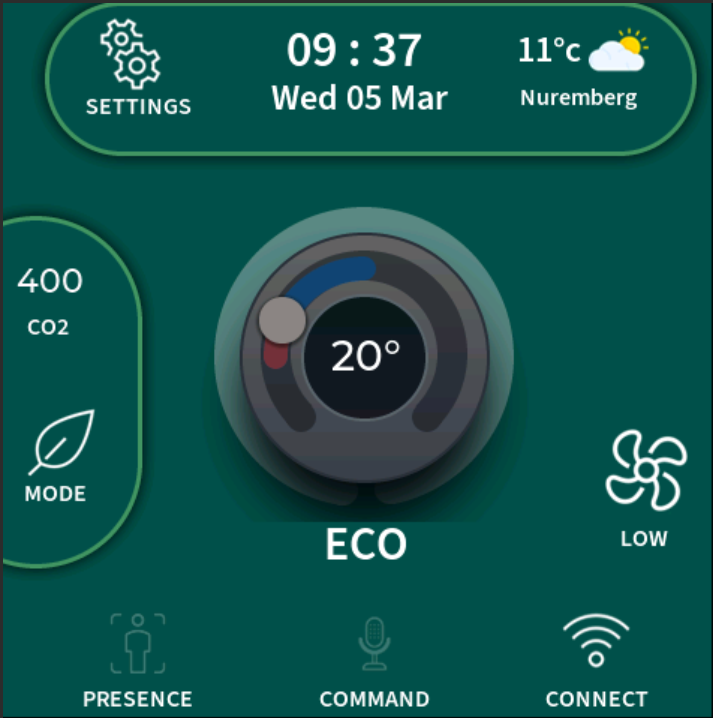 09 : 37
11°c
SETTINGS
Wed 05 Mar
Nuremberg
400
CO2
20°
MODE
LOW
ECO
PRESENCE
COMMAND
CONNECT